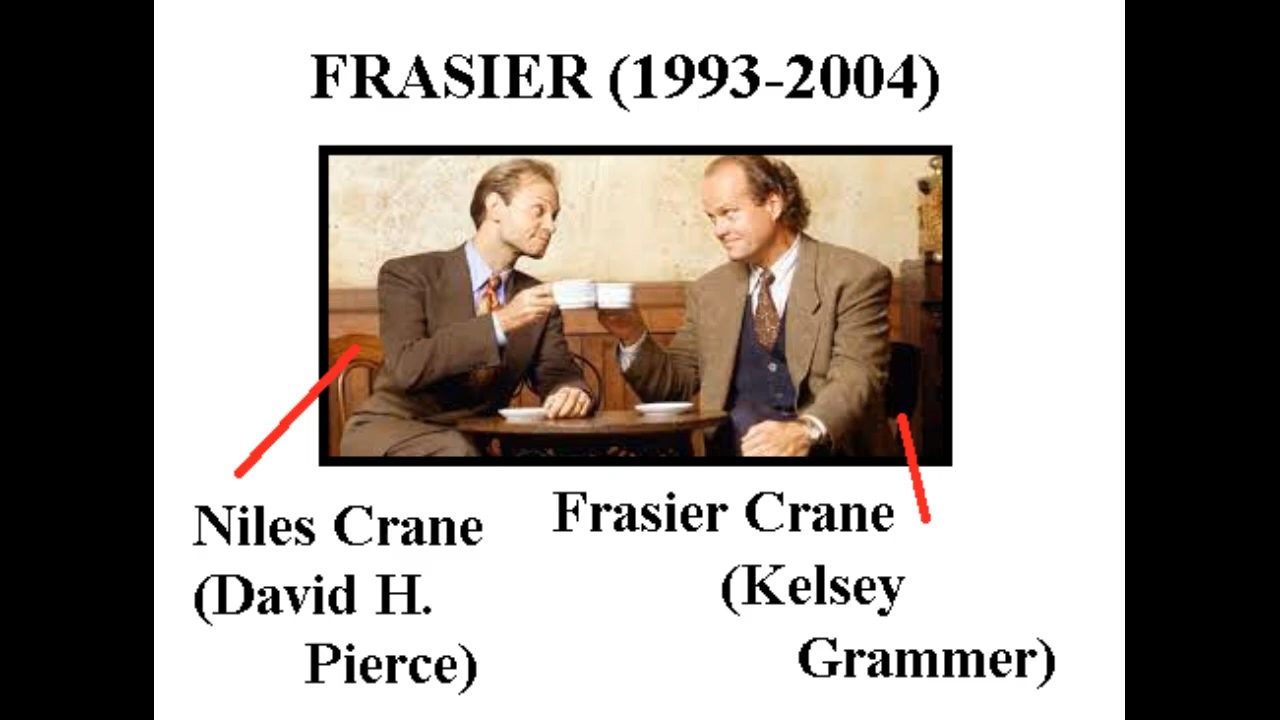 FRASIER (1993-2004)
Niles Crane
(David H.
Pierce)
Frasier Crane
(Kelsey
Grammer)